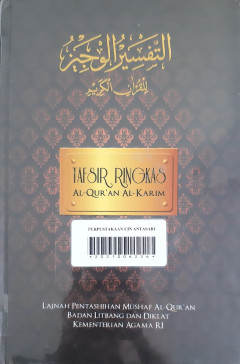 التفسير الوجيز
للقرآن الكريم
TAFSIR RINGKAS
AL-QUR'AN AL-KARIM
PERPUSTAKAAN UIN ANTASARI
LAJNAH PENTASHIHAN MUSHAF AL-QUR'AN
BADAN LITBANG DAN DIKLAT
KEMENTERIAN AGAMA RI